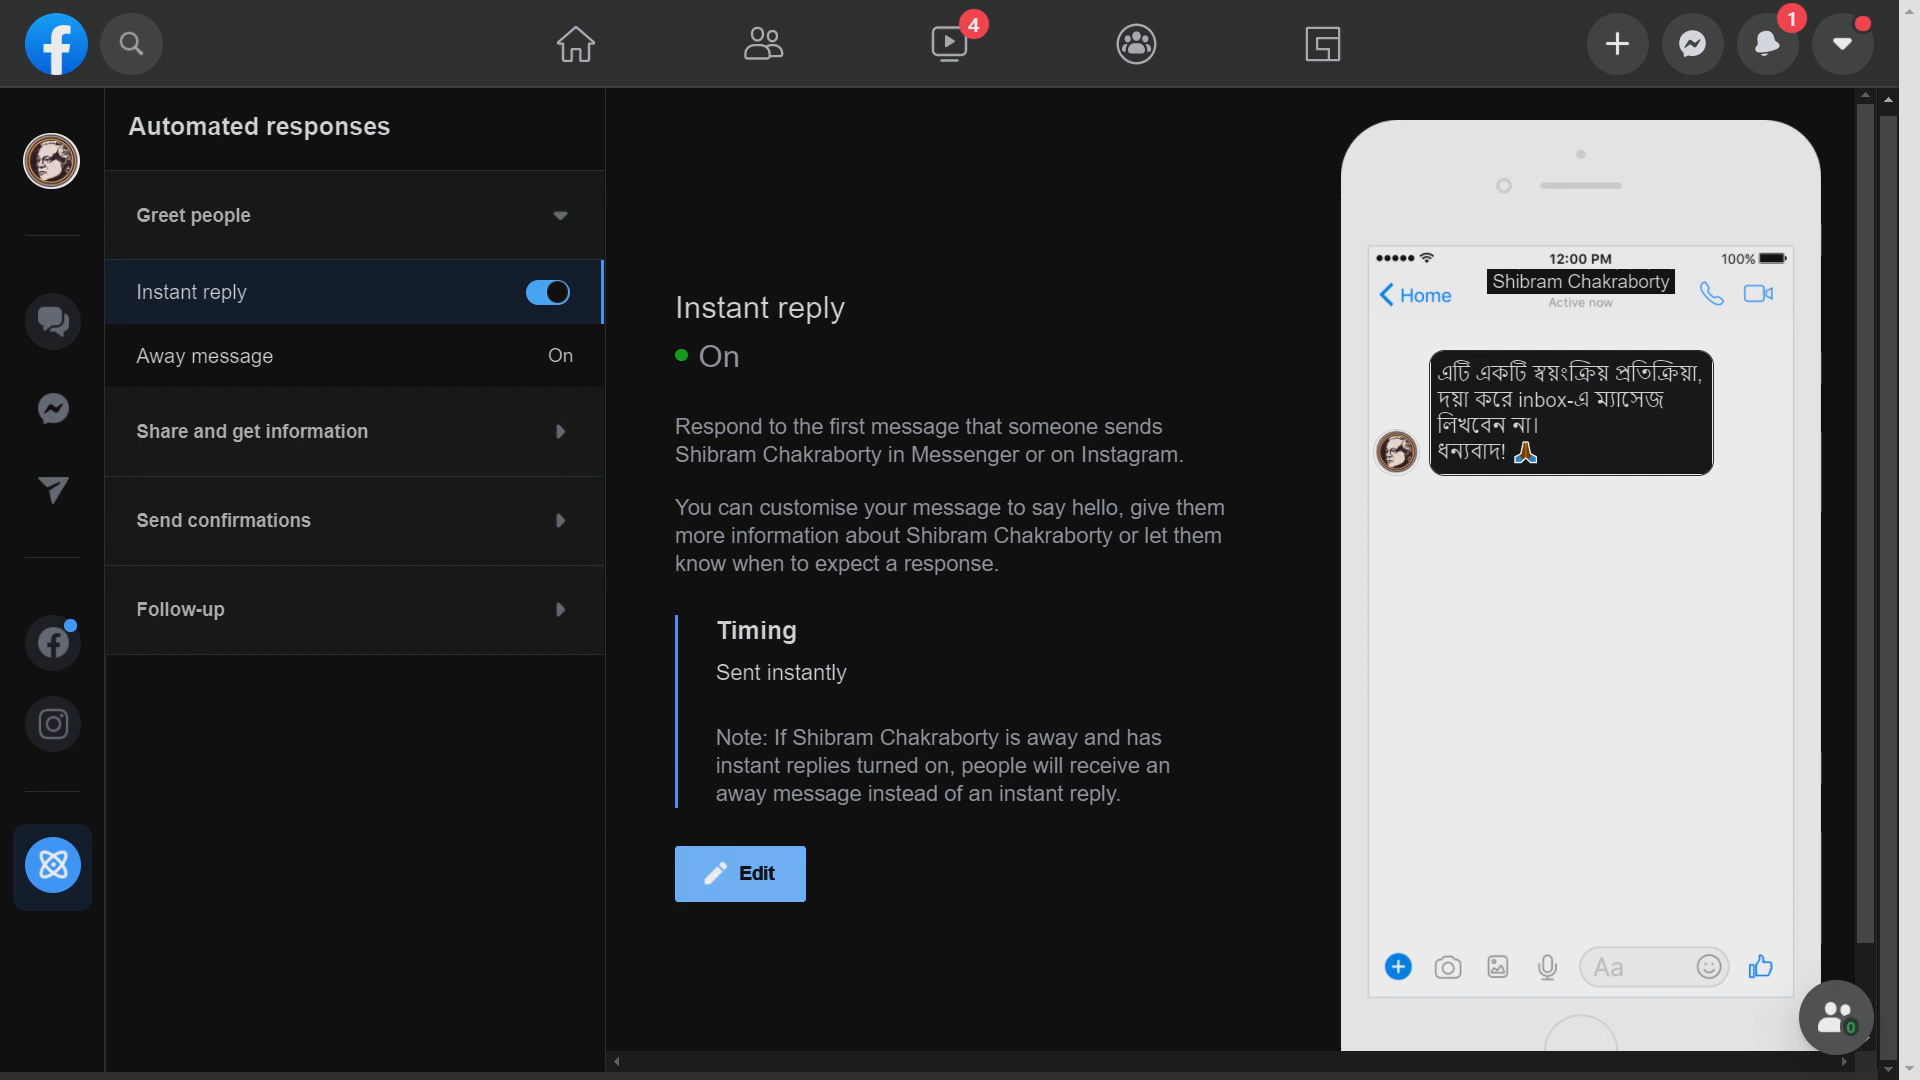 4
1
Automated responses
Greet people
Instant reply
Away message
On
Share and get information
Send confirmations
Follow-up
Instant reply
On
Respond to the first message that someone sends
Shibram Chakraborty in Messenger or on Instagram.
You can customise your message to say hello, give them
more information about Shibram Chakraborty or let them
know when to expect a response.
Timing
Sent instantly
Note: If Shibram Chakraborty is away and has
instant replies turned on, people will receive an
away message instead of an instant reply.
Edit
12:00 PM
100%
Home
Shibram Chakraborty
Active now
এটি একটি স্বয়ংক্রিয় প্রতিক্রিয়া,
দয়া করে inbox-এ ম্যাসেজ
লিখবেন না।
ধন্যবাদ! 🙏
Aa
0